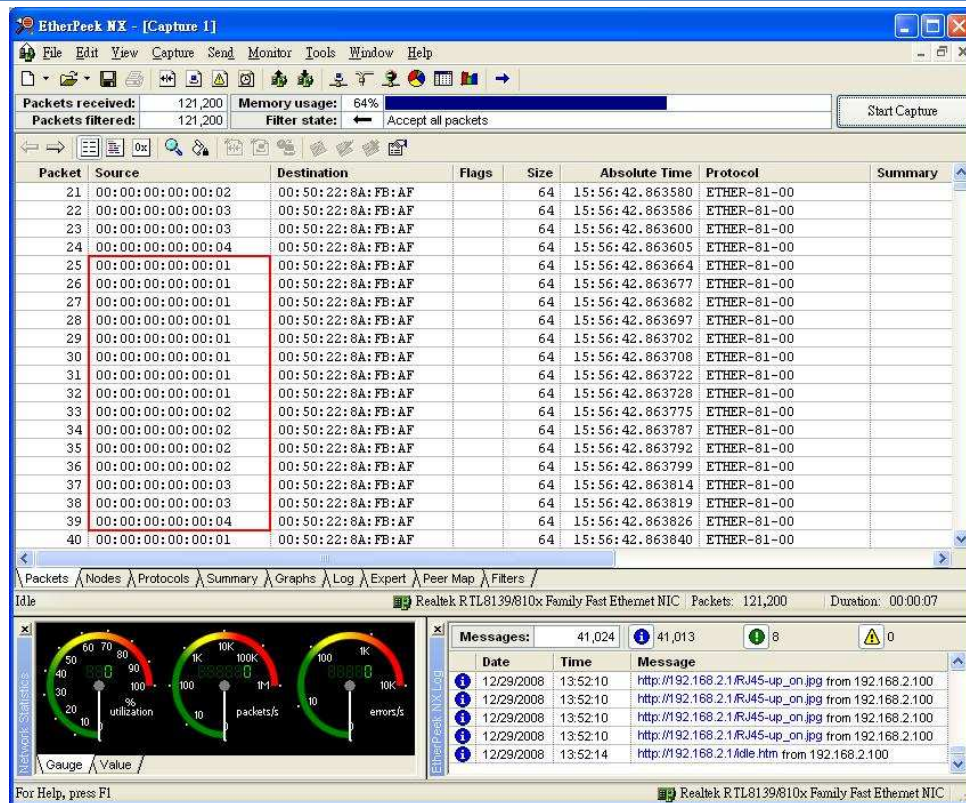 EtherPeek NX - [Capture 1]
File Edit View Capture Send Monitor Tools Window Help
Packets received: 121,200 Memory usage: 64%
Packets filtered: 121,200 Filter state: Accept all packets
Start Capture
Packet Source Destination Flags Size Absolute Time Protocol Summary
21 00:00:00:00:00:02 00:50:22:8A:FB:AF 64 15:56:42.863580 ETHER-81-00
22 00:00:00:00:00:03 00:50:22:8A:FB:AF 64 15:56:42.863586 ETHER-81-00
23 00:00:00:00:00:03 00:50:22:8A:FB:AF 64 15:56:42.863600 ETHER-81-00
24 00:00:00:00:00:04 00:50:22:8A:FB:AF 64 15:56:42.863605 ETHER-81-00
25 00:00:00:00:00:01 00:50:22:8A:FB:AF 64 15:56:42.863664 ETHER-81-00
26 00:00:00:00:00:01 00:50:22:8A:FB:AF 64 15:56:42.863677 ETHER-81-00
27 00:00:00:00:00:01 00:50:22:8A:FB:AF 64 15:56:42.863682 ETHER-81-00
28 00:00:00:00:00:01 00:50:22:8A:FB:AF 64 15:56:42.863697 ETHER-81-00
29 00:00:00:00:00:01 00:50:22:8A:FB:AF 64 15:56:42.863702 ETHER-81-00
30 00:00:00:00:00:01 00:50:22:8A:FB:AF 64 15:56:42.863708 ETHER-81-00
31 00:00:00:00:00:01 00:50:22:8A:FB:AF 64 15:56:42.863722 ETHER-81-00
32 00:00:00:00:00:01 00:50:22:8A:FB:AF 64 15:56:42.863728 ETHER-81-00
33 00:00:00:00:00:02 00:50:22:8A:FB:AF 64 15:56:42.863775 ETHER-81-00
34 00:00:00:00:00:02 00:50:22:8A:FB:AF 64 15:56:42.863787 ETHER-81-00
35 00:00:00:00:00:02 00:50:22:8A:FB:AF 64 15:56:42.863792 ETHER-81-00
36 00:00:00:00:00:02 00:50:22:8A:FB:AF 64 15:56:42.863799 ETHER-81-00
37 00:00:00:00:00:03 00:50:22:8A:FB:AF 64 15:56:42.863814 ETHER-81-00
38 00:00:00:00:00:03 00:50:22:8A:FB:AF 64 15:56:42.863819 ETHER-81-00
39 00:00:00:00:00:04 00:50:22:8A:FB:AF 64 15:56:42.863826 ETHER-81-00
40 00:00:00:00:00:01 00:50:22:8A:FB:AF 64 15:56:42.863840 ETHER-81-00
Packets Nodes Protocols Summary Graphs Log Expert Peer Map Filters
Idle Realtek RTL8139/810x Family Fast Ethernet NIC Packets: 121,200 Duration: 00:00:07
Network Statistics
10 20 30 40 50 60 70 80 90 100 0 % utilization
10 100 1K 10K 100K 1M 0 packets/s
10 100 1K 10K 0 errors/s
Gauge Value
EtherPeek NX Log
Messages: 41,024 41,013 8 0
Date Time Message
12/29/2008 13:52:10 http://192.168.2.1/RJ45-up_on.jpg from 192.168.2.100
12/29/2008 13:52:10 http://192.168.2.1/RJ45-up_on.jpg from 192.168.2.100
12/29/2008 13:52:10 http://192.168.2.1/RJ45-up_on.jpg from 192.168.2.100
12/29/2008 13:52:10 http://192.168.2.1/RJ45-up_on.jpg from 192.168.2.100
12/29/2008 13:52:14 http://192.168.2.1/idle.htm from 192.168.2.100
For Help, press F1 Realtek RTL8139/810x Family Fast Ethernet NIC